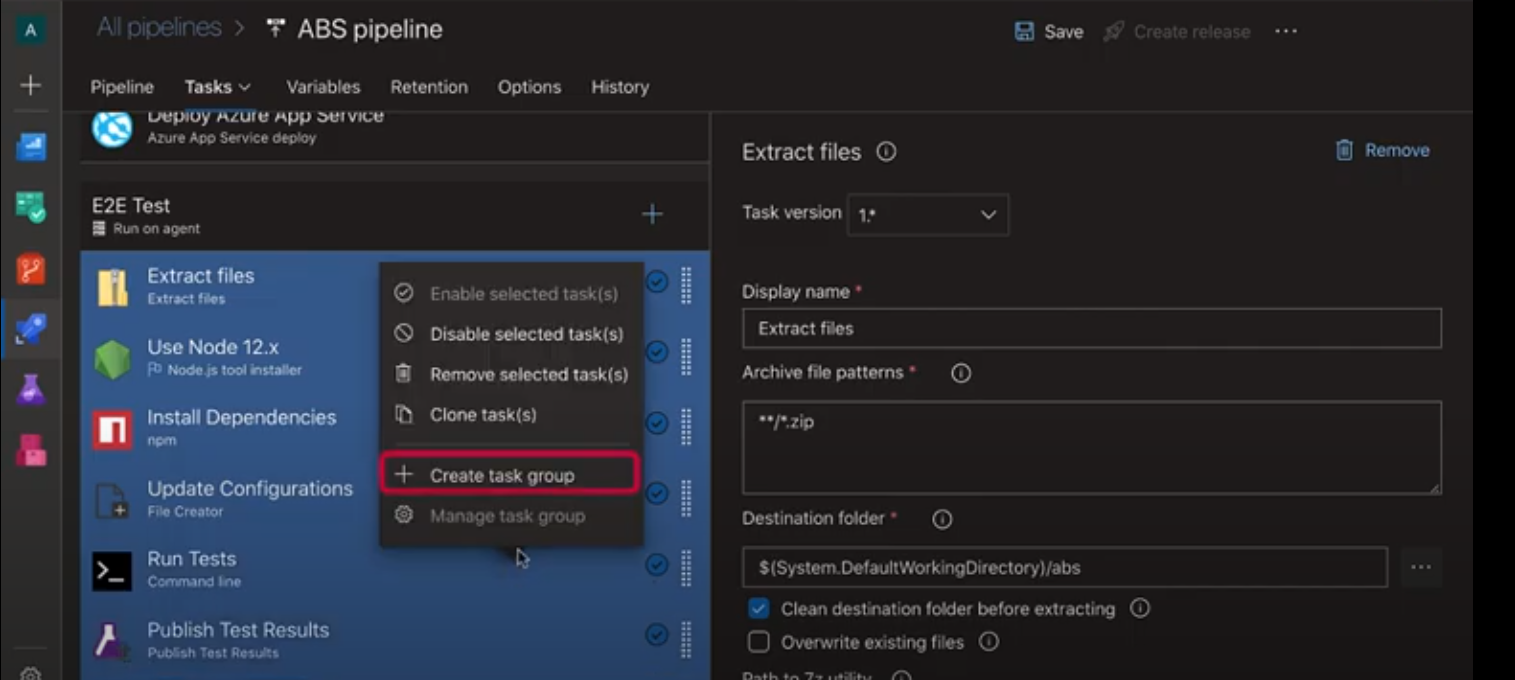 A
All pipelines > ABS pipeline
Save
Create release
Pipeline
Tasks
Variables
Retention
Options
History
Deploy Azure App Service
Azure App Service deploy
E2E Test
Run on agent
Extract files
Extract files
Use Node 12.x
Node.js tool installer
Install Dependencies
npm
Update Configurations
File Creator
Run Tests
Command line
Publish Test Results
Publish Test Results
Enable selected task(s)
Disable selected task(s)
Remove selected task(s)
Clone task(s)
Create task group
Manage task group
Extract files
Remove
Task version
1.*
Display name *
Extract files
Archive file patterns *
**/*.zip
Destination folder *
$(System.DefaultWorkingDirectory)/abs
Clean destination folder before extracting
Overwrite existing files
Path to 7z utility